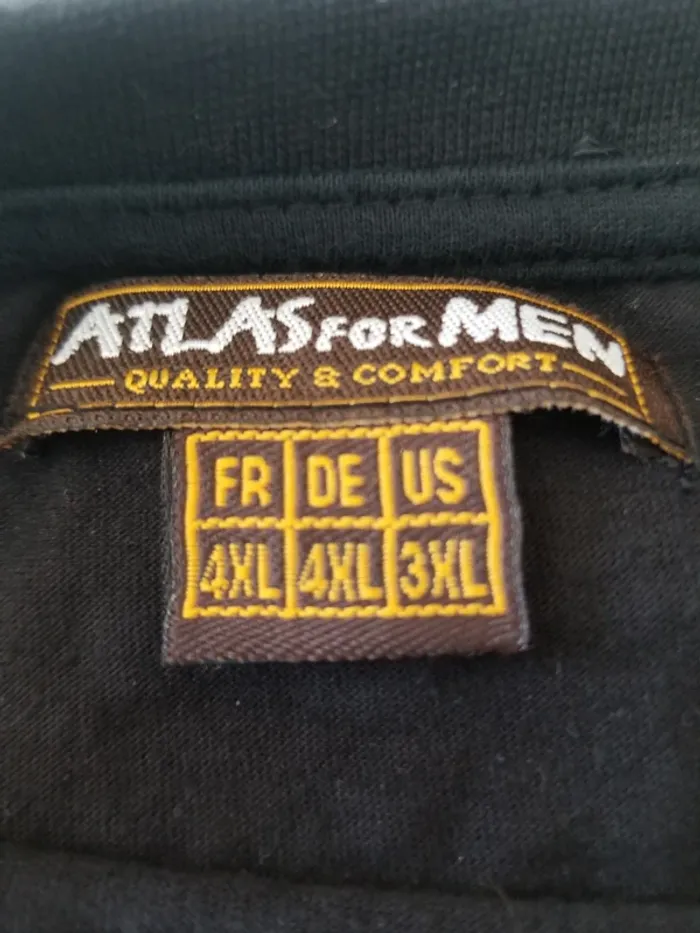 ATLAS FOR MEN
QUALITY & COMFORT
FR DE US
4XL 4XL 3XL